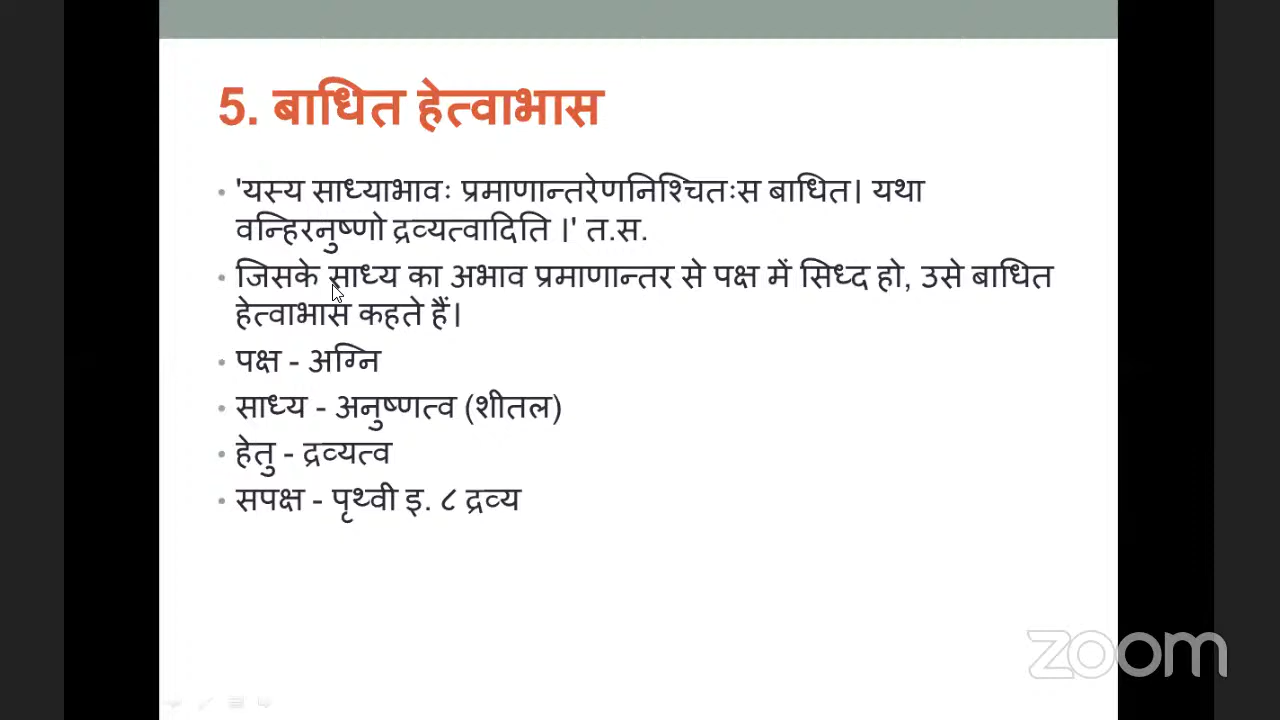 5. बाधित हेत्वाभास
• 'यस्य साध्याभावः प्रमाणान्तरेणनिश्चितःस बाधित। यथा
वन्हिरनुष्णो द्रव्यत्वादिति ।' त.स.
• जिसके साध्य का अभाव प्रमाणान्तर से पक्ष में सिध्द हो, उसे बाधित
हेत्वाभास कहते हैं।
• पक्ष - अग्नि
• साध्य - अनुष्णत्व (शीतल)
• हेतु - द्रव्यत्व
• सपक्ष - पृथ्वी इ. ८ द्रव्य
zoom